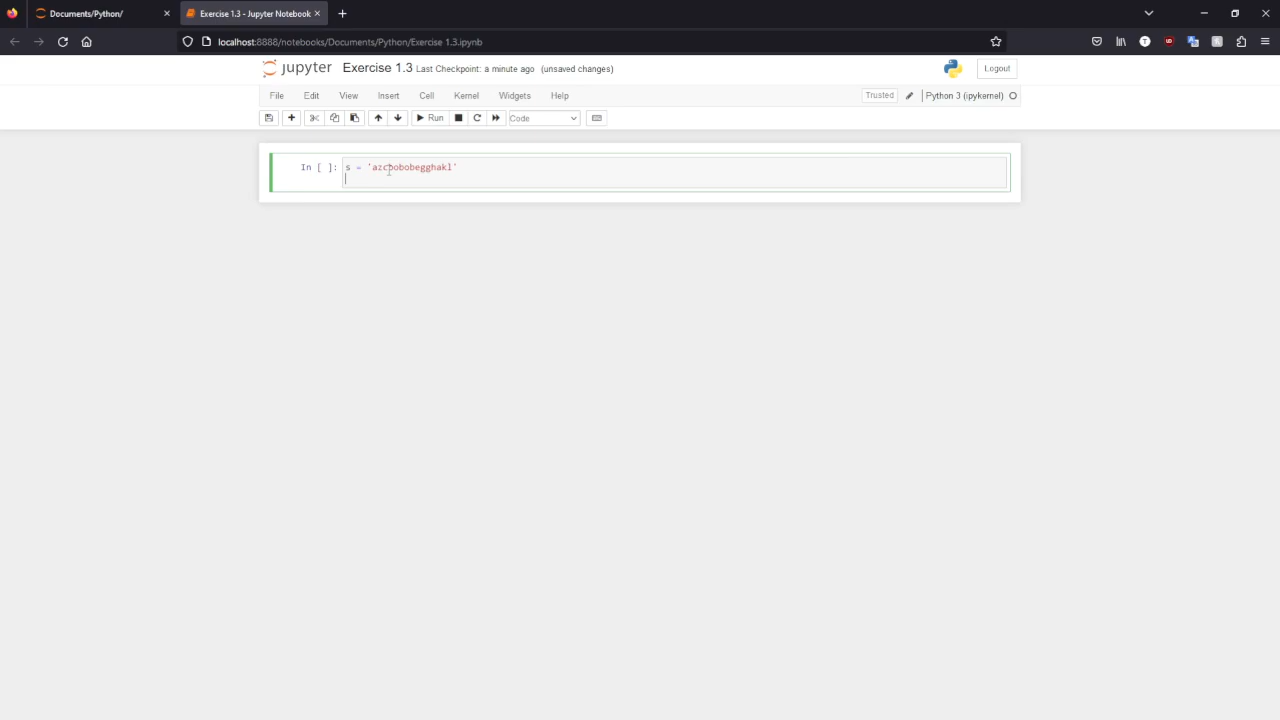 Documents/Python/
Exercise 1.3 - Jupyter Notebook
localhost:8888/notebooks/Documents/Python/Exercise 1.3.ipynb
jupyter Exercise 1.3 Last Checkpoint: a minute ago (unsaved changes) Logout
File Edit View Insert Cell Kernel Widgets Help Trusted Python 3 (ipykernel)
Run Code
In [ ]: s = 'azcbobobegghakl'